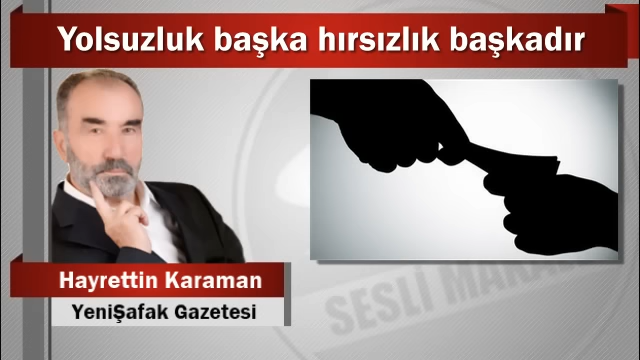 Yolsuzluk başka hırsızlık başkadır
Hayrettin Karaman
YeniŞafak Gazetesi
SESLİ MAKALE